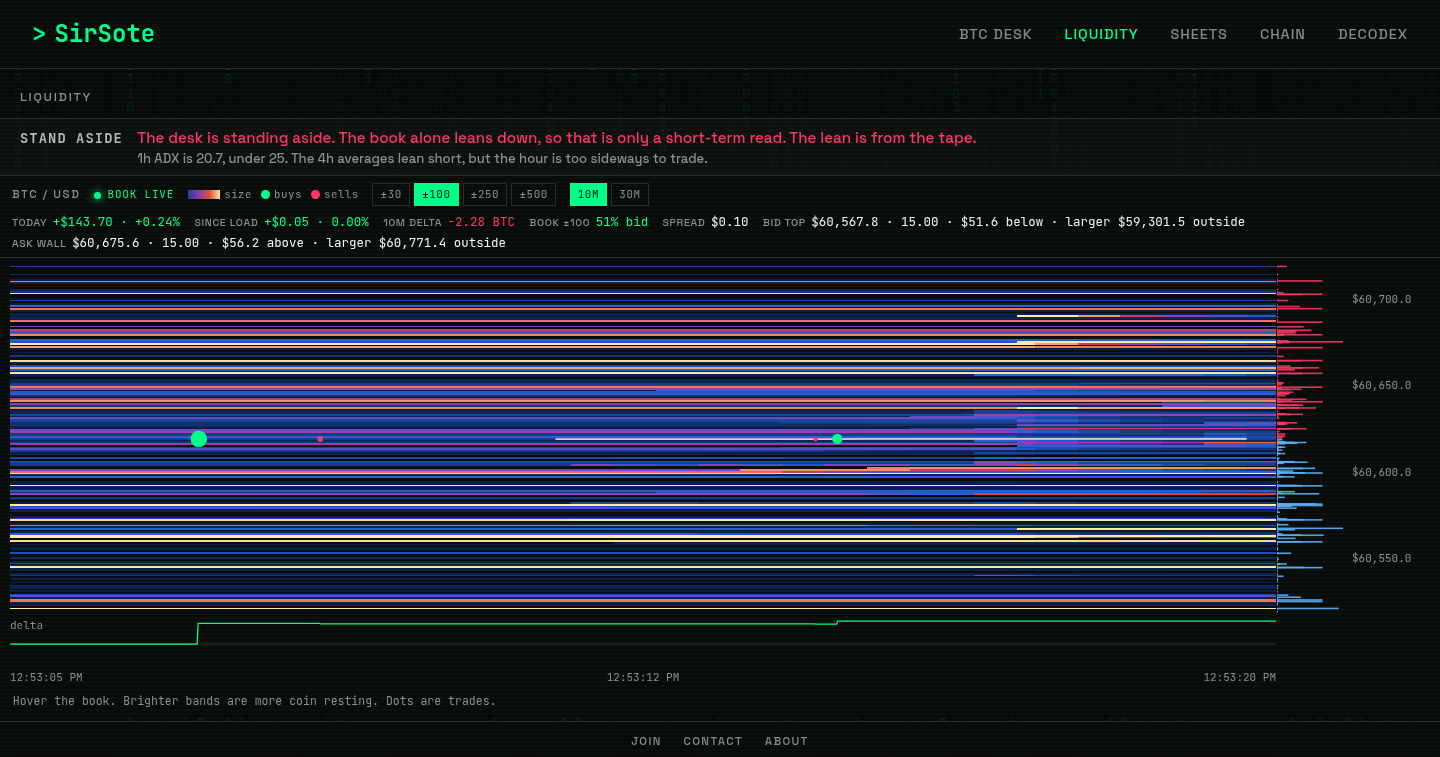 > SirSote
BTC DESK LIQUIDITY SHEETS CHAIN DECODEX
LIQUIDITY
STAND ASIDE The desk is standing aside. The book alone leans down, so that is only a short-term read. The lean is from the tape.
1h ADX is 20.7, under 25. The 4h averages lean short, but the hour is too sideways to trade.
BTC / USD BOOK LIVE size buys sells ±30 ±100 ±250 ±500 10M 30M
TODAY +$143.70 · +0.24% SINCE LOAD +$0.05 · 0.00% 10M DELTA -2.28 BTC BOOK ±100 51% bid SPREAD $0.10 BID TOP $60,567.8 · 15.00 · $51.6 below · larger $59,301.5 outside
ASK WALL $60,675.6 · 15.00 · $56.2 above · larger $60,771.4 outside
$60,700.0
$60,650.0
$60,600.0
$60,550.0
delta
12:53:05 PM 12:53:12 PM 12:53:20 PM
Hover the book. Brighter bands are more coin resting. Dots are trades.
JOIN CONTACT ABOUT